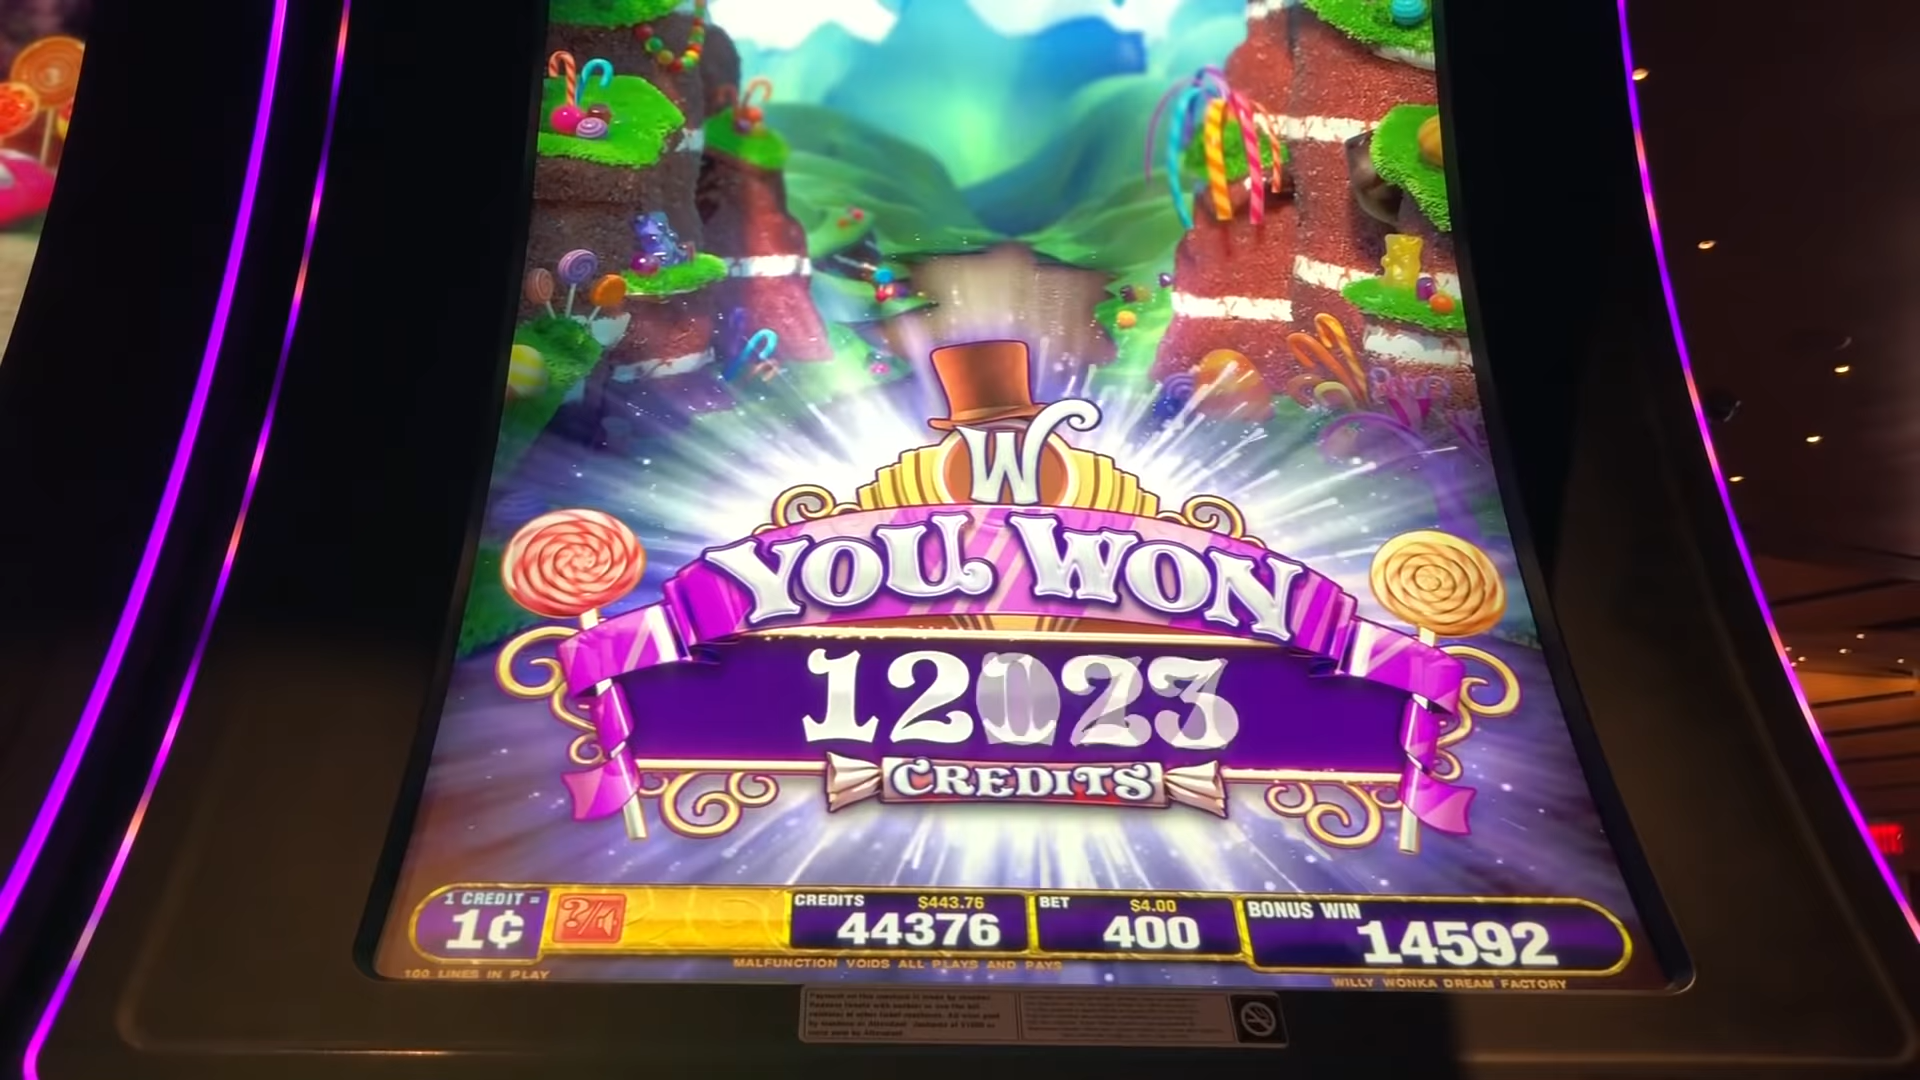 W
YOU WON
12023
CREDITS
1 CREDIT =
1¢
CREDITS $443.76
44376
BET $4.00
400
BONUS WIN
14592
100 LINES IN PLAY
MALFUNCTION VOIDS ALL PLAYS AND PAYS
WILLY WONKA DREAM FACTORY